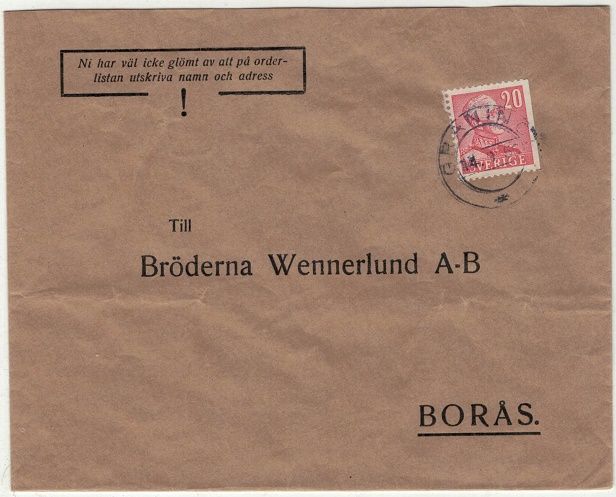 Ni har väl icke glömt av att på order-
listan utskriva namn och adress
!
20
SVERIGE
Till
Bröderna Wennerlund A-B
BORÅS.